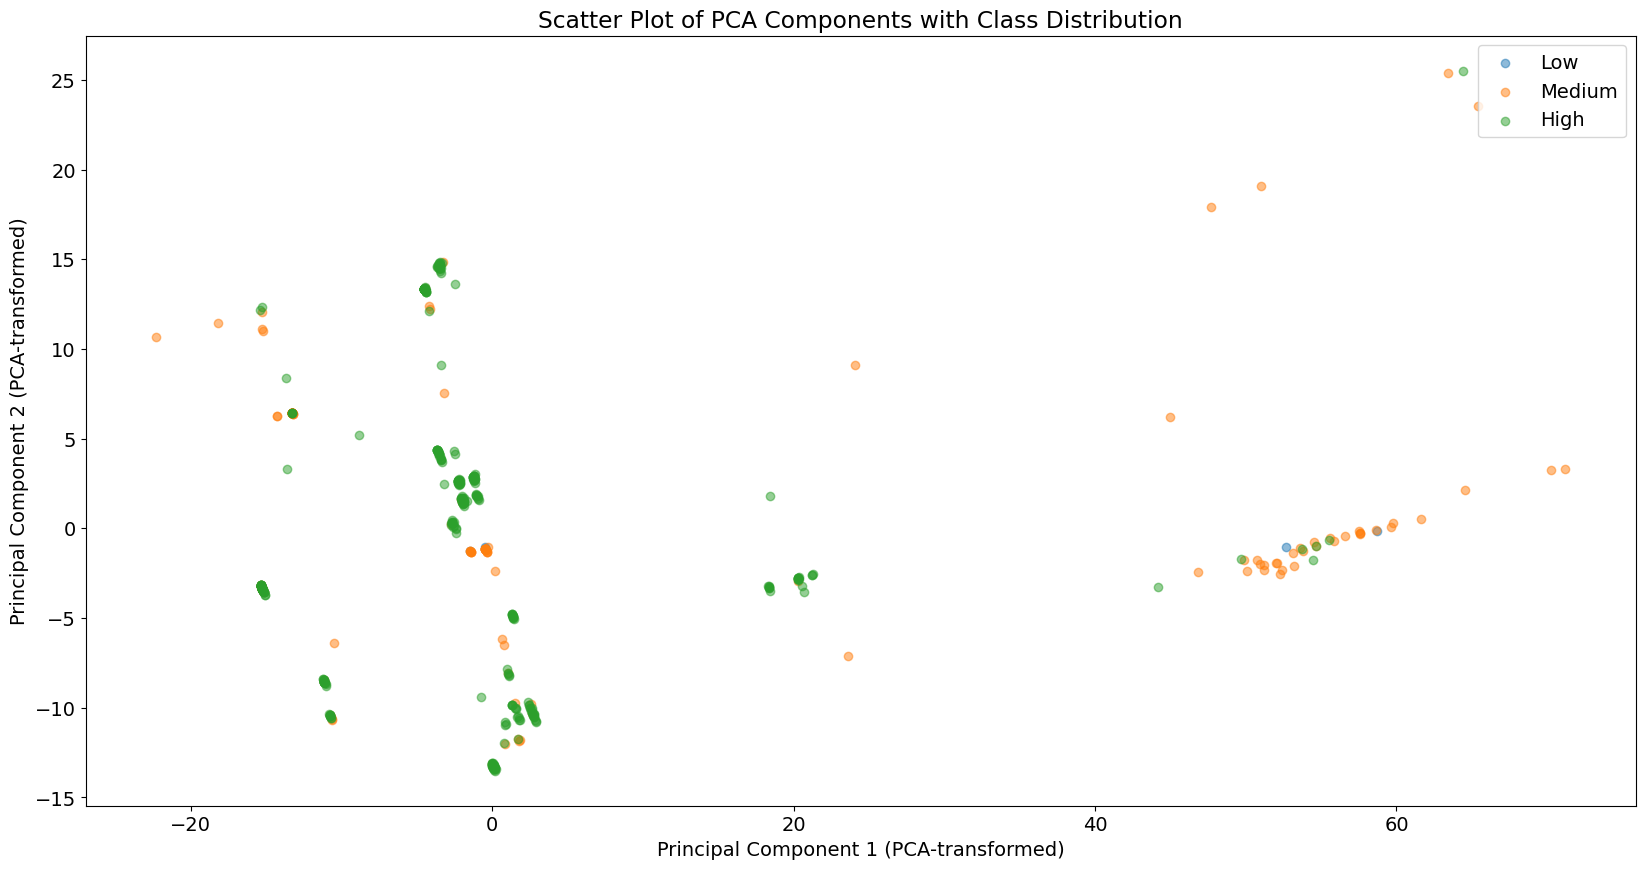 Scatter Plot of PCA Components with Class Distribution
Low
Medium
High
25
20
15
10
5
0
−5
−10
−15
Principal Component 2 (PCA-transformed)
−20 0 20 40 60
Principal Component 1 (PCA-transformed)